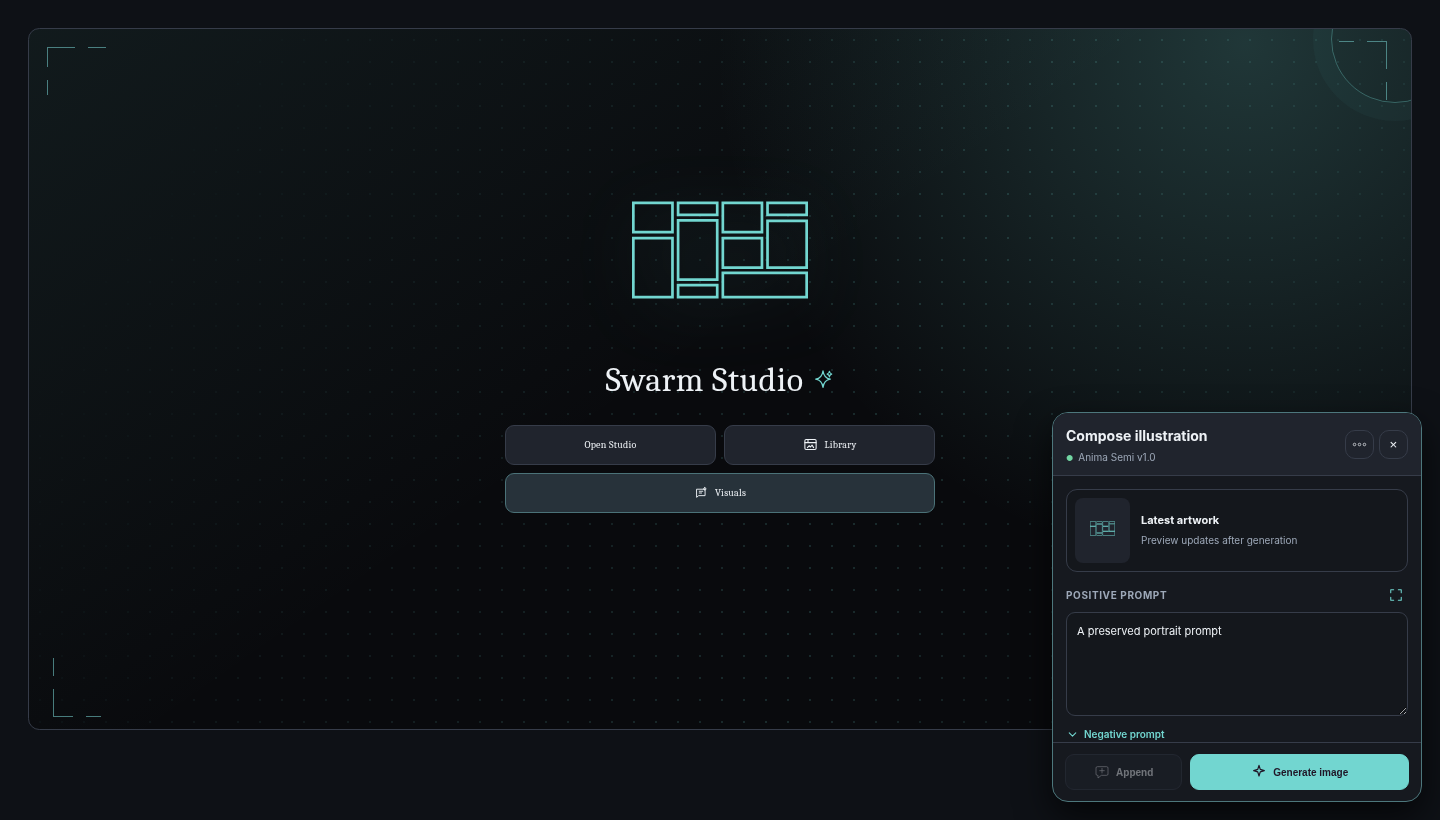 Swarm Studio
Open Studio
Library
Visuals
Compose illustration
Anima Semi v1.0
Latest artwork
Preview updates after generation
POSITIVE PROMPT
A preserved portrait prompt
Negative prompt
Append
Generate image